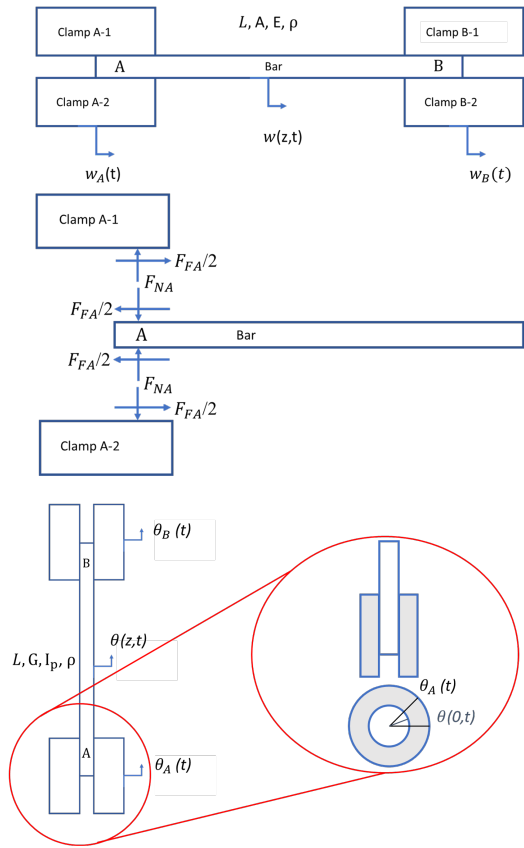 L, A, E, ρ
Clamp A-1
Clamp B-1
A
Bar
B
Clamp A-2
Clamp B-2
w(z,t)
w_A(t)
w_B(t)
Clamp A-1
F_FA/2
F_NA
F_FA/2
A
Bar
F_FA/2
F_NA
F_FA/2
Clamp A-2
θ_B (t)
B
θ(z,t)
L, G, I_p, ρ
θ_A (t)
θ(0,t)
A
θ_A (t)